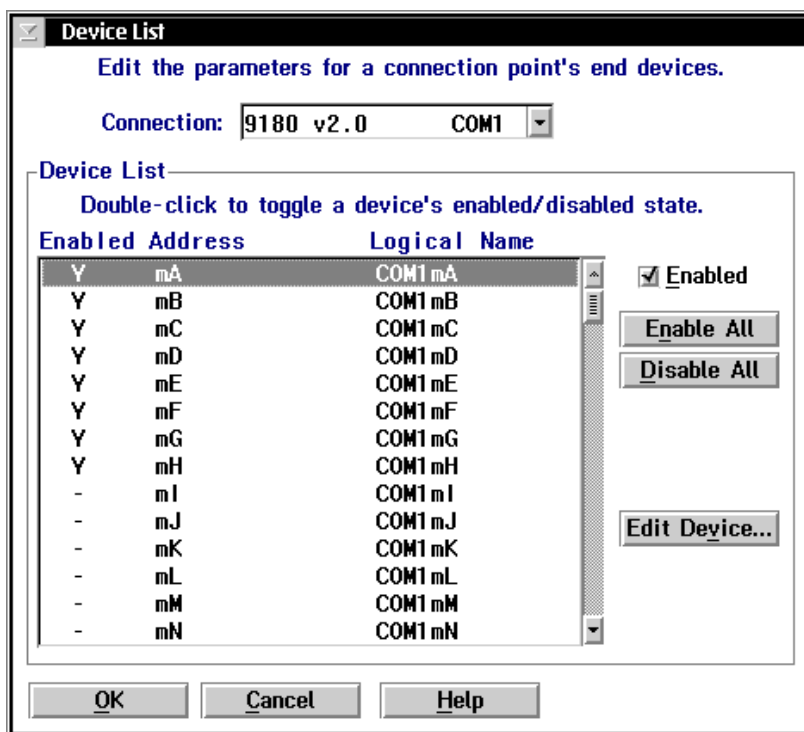 Device List
Edit the parameters for a connection point's end devices.
Connection: 9180 v2.0 COM1
Device List
Double-click to toggle a device's enabled/disabled state.
Enabled Address Logical Name
Y mA COM1mA
Y mB COM1mB
Y mC COM1mC
Y mD COM1mD
Y mE COM1mE
Y mF COM1mF
Y mG COM1mG
Y mH COM1mH
- mI COM1mI
- mJ COM1mJ
- mK COM1mK
- mL COM1mL
- mM COM1mM
- mN COM1mN
Enabled
Enable All
Disable All
Edit Device...
OK Cancel Help